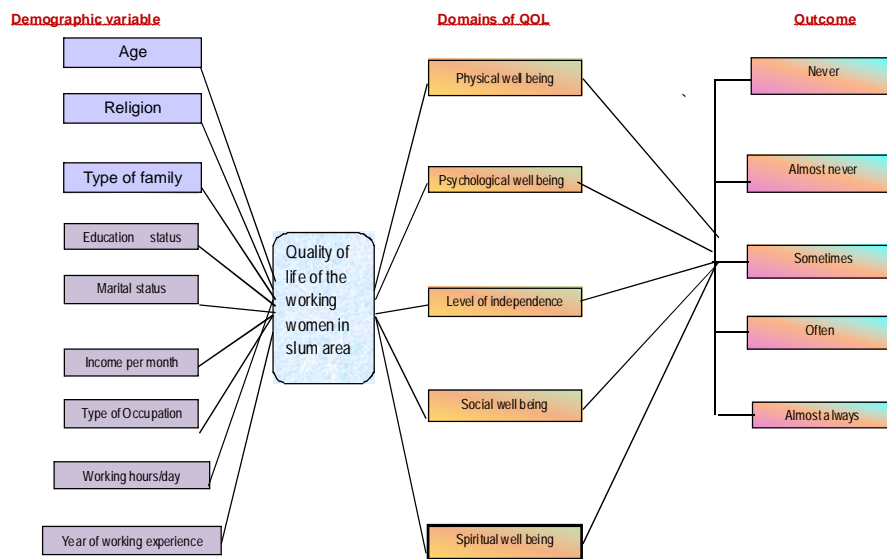 Demographic variable
Domains of QOL
Outcome
Age
Religion
Type of family
Education status
Marital status
Income per month
Type of Occupation
Working hours/day
Year of working experience
Quality of
life of the
working
women in
slum area
Physical well being
Psychological well being
Level of independence
Social well being
Spiritual well being
Never
Almost never
Sometimes
Often
Almost always